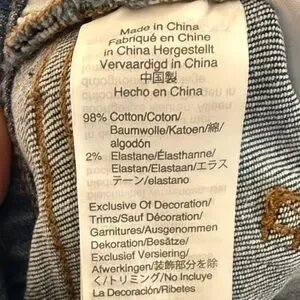 Made in China
Fabriqué en Chine
in China Hergestellt
Vervaardigd in China
中国製
Hecho en China
98% Cotton/Coton/
Baumwolle/Katoen/綿/
algodón
2% Elastane/Élasthanne/
Elastan/Elastaan/エラス
テーン/elastano
Exclusive Of Decoration/
Trims/Sauf Décoration/
Garnitures/Ausgenommen
Dekoration/Besätze/
Exclusief Versiering/
Afwerkingen/装飾部分を除
く/トリミング/No Incluye
La Decoración/Ribetes